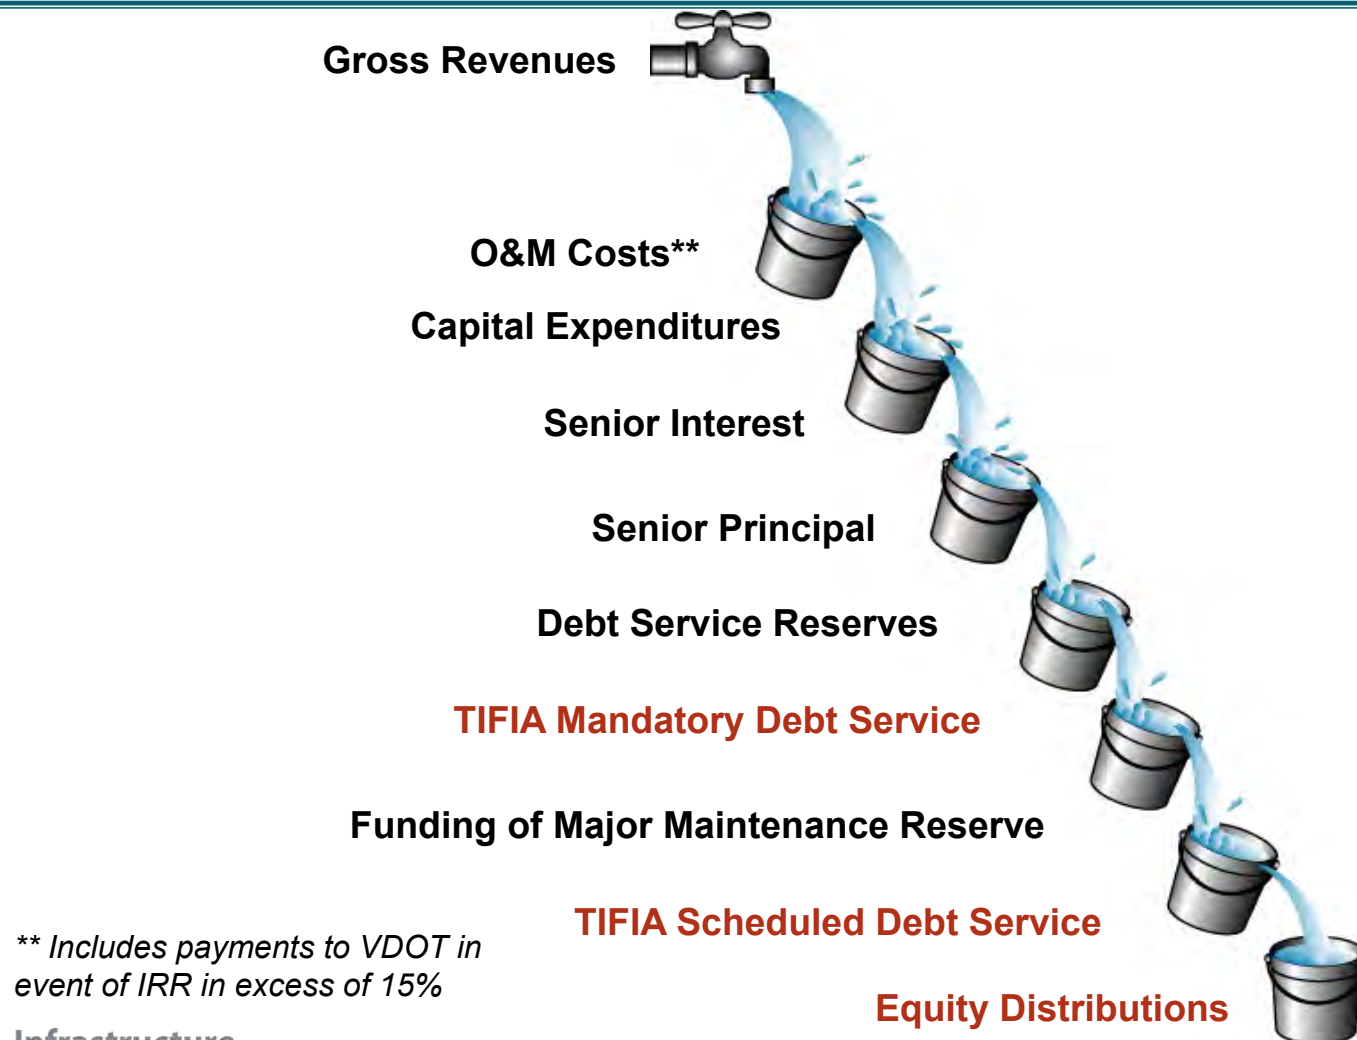 Gross Revenues
O&M Costs**
Capital Expenditures
Senior Interest
Senior Principal
Debt Service Reserves
TIFIA Mandatory Debt Service
Funding of Major Maintenance Reserve
TIFIA Scheduled Debt Service
** Includes payments to VDOT in
event of IRR in excess of 15%
Equity Distributions
Infrastructure